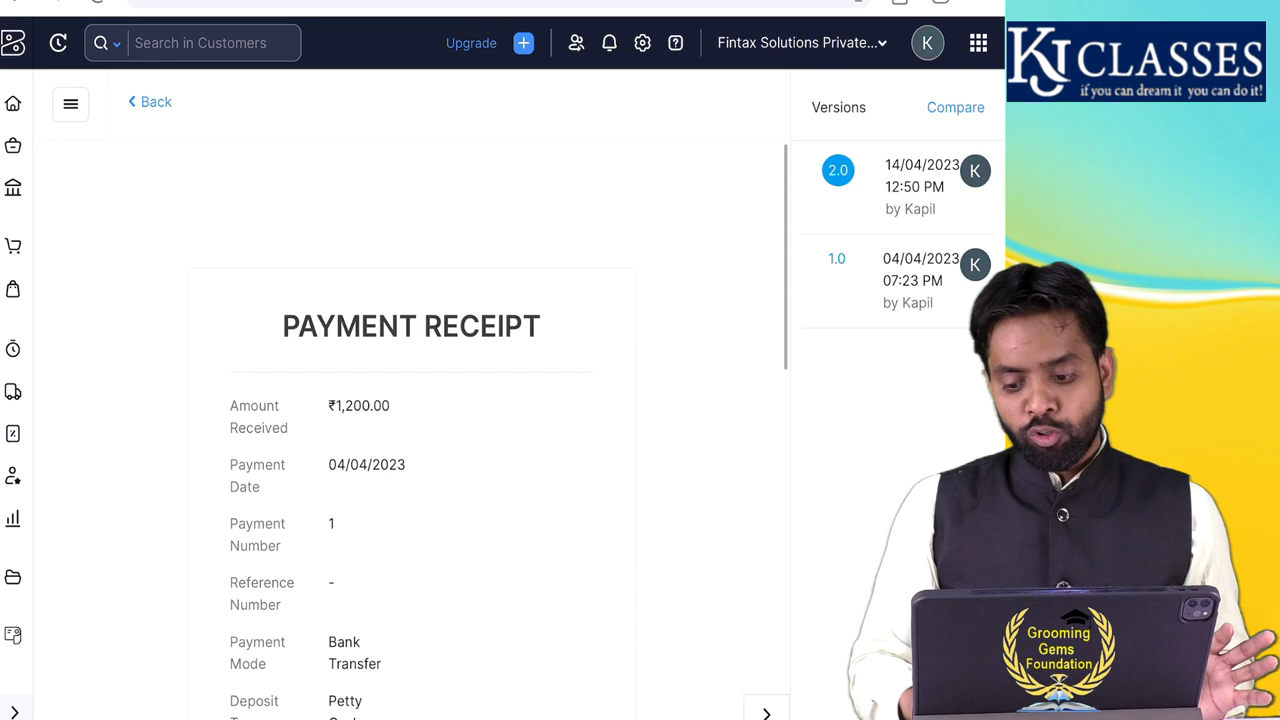 Search in Customers
Upgrade
Fintax Solutions Private...
K
KJ CLASSES
if you can dream it you can do it!
Back
Versions
Compare
2.0
14/04/2023
12:50 PM
by Kapil
K
1.0
04/04/2023
07:23 PM
by Kapil
K
PAYMENT RECEIPT
Amount Received
₹1,200.00
Payment Date
04/04/2023
Payment Number
1
Reference Number
-
Payment Mode
Bank Transfer
Deposit
Petty
Grooming
Gems
Foundation